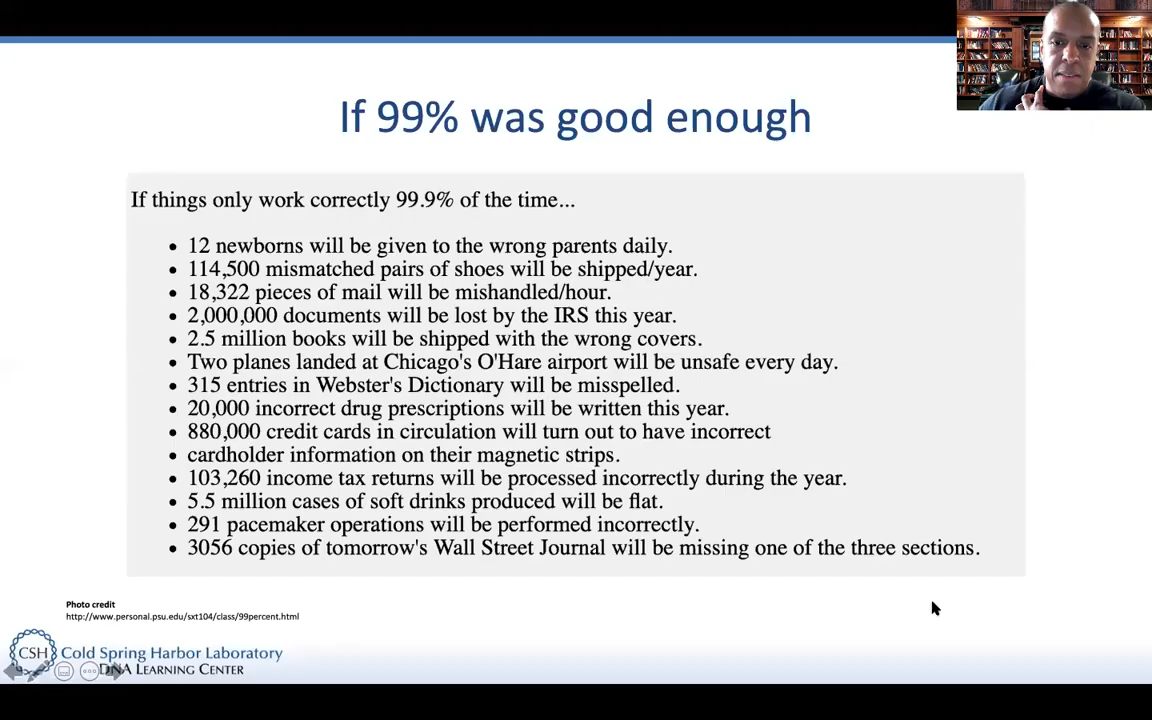 If 99% was good enough
If things only work correctly 99.9% of the time...
• 12 newborns will be given to the wrong parents daily.
• 114,500 mismatched pairs of shoes will be shipped/year.
• 18,322 pieces of mail will be mishandled/hour.
• 2,000,000 documents will be lost by the IRS this year.
• 2.5 million books will be shipped with the wrong covers.
• Two planes landed at Chicago's O'Hare airport will be unsafe every day.
• 315 entries in Webster's Dictionary will be misspelled.
• 20,000 incorrect drug prescriptions will be written this year.
• 880,000 credit cards in circulation will turn out to have incorrect
• cardholder information on their magnetic strips.
• 103,260 income tax returns will be processed incorrectly during the year.
• 5.5 million cases of soft drinks produced will be flat.
• 291 pacemaker operations will be performed incorrectly.
• 3056 copies of tomorrow's Wall Street Journal will be missing one of the three sections.
Photo credit
http://www.personal.psu.edu/sxt104/class/99percent.html
CSH Cold Spring Harbor Laboratory
DNA LEARNING CENTER